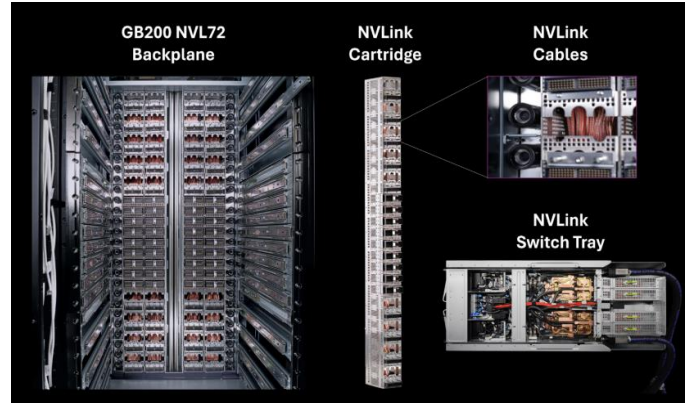 GB200 NVL72
Backplane
NVLink
Cartridge
NVLink
Cables
NVLink
Switch Tray